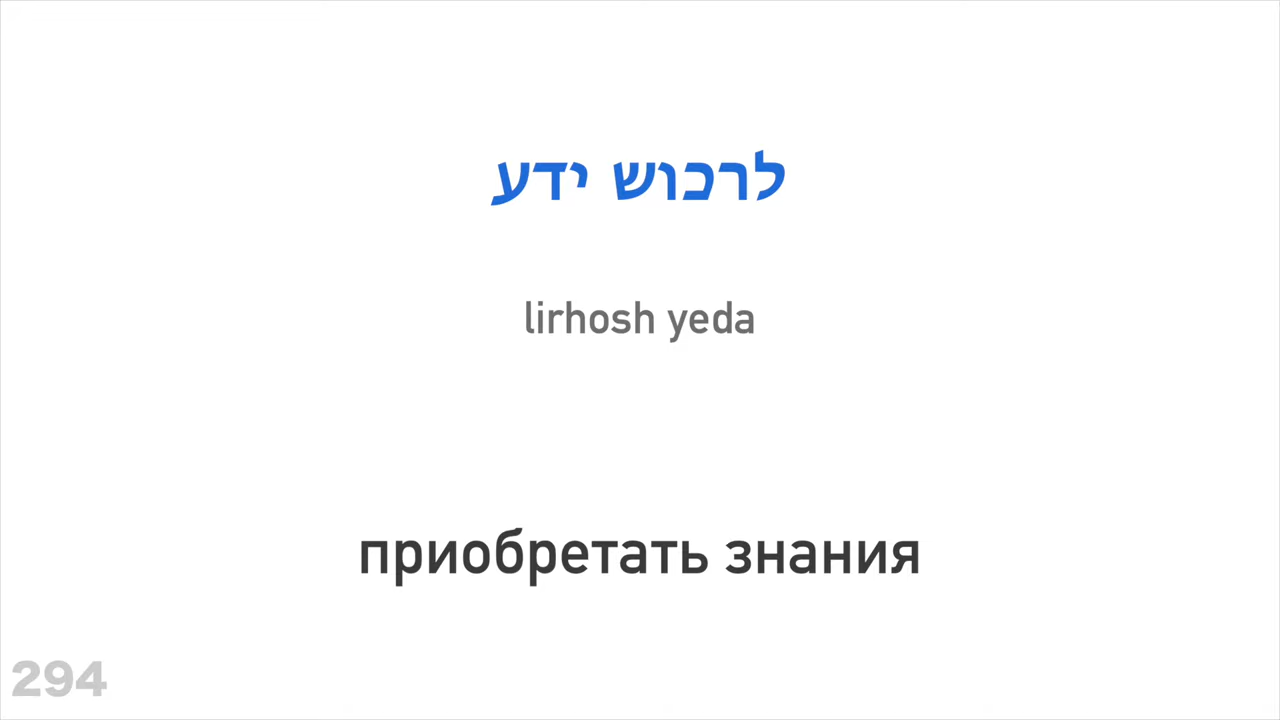 לרכוש ידע
lirhosh yeda
приобретать знания
294